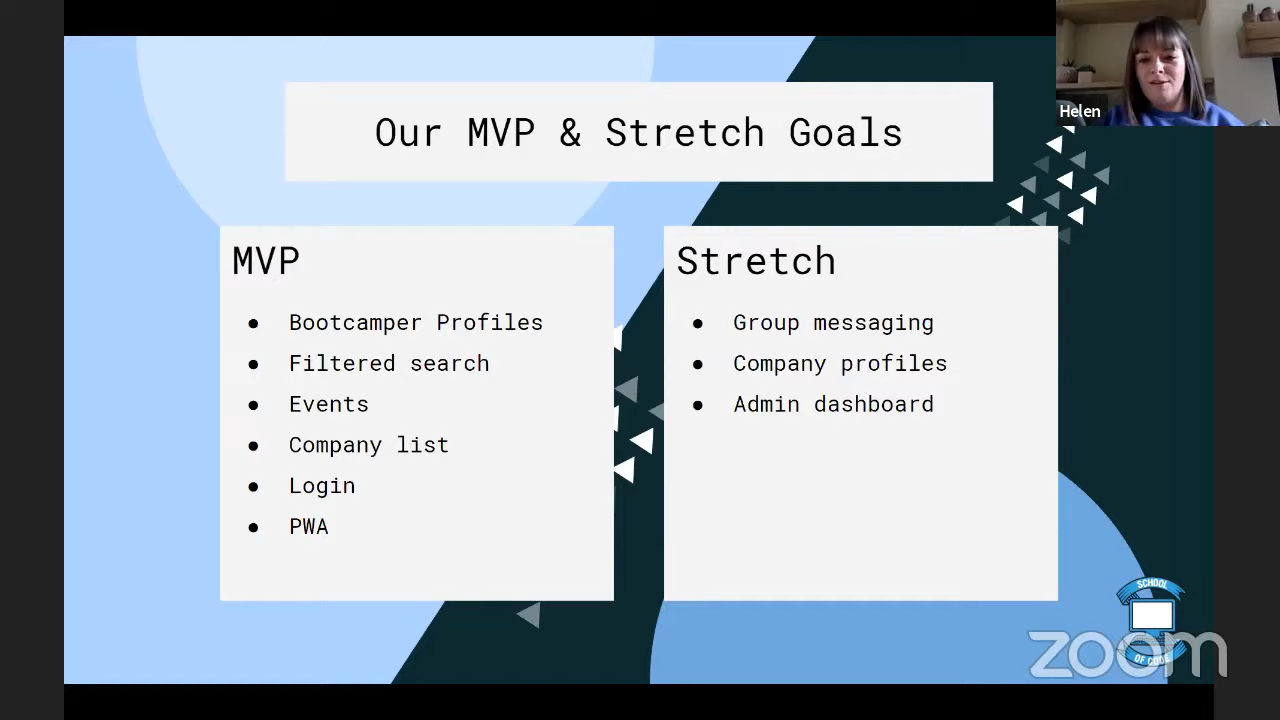 Our MVP & Stretch Goals
Helen
MVP
● Bootcamper Profiles
● Filtered search
● Events
● Company list
● Login
● PWA
Stretch
● Group messaging
● Company profiles
● Admin dashboard
SCHOOL
OF CODE
zoom